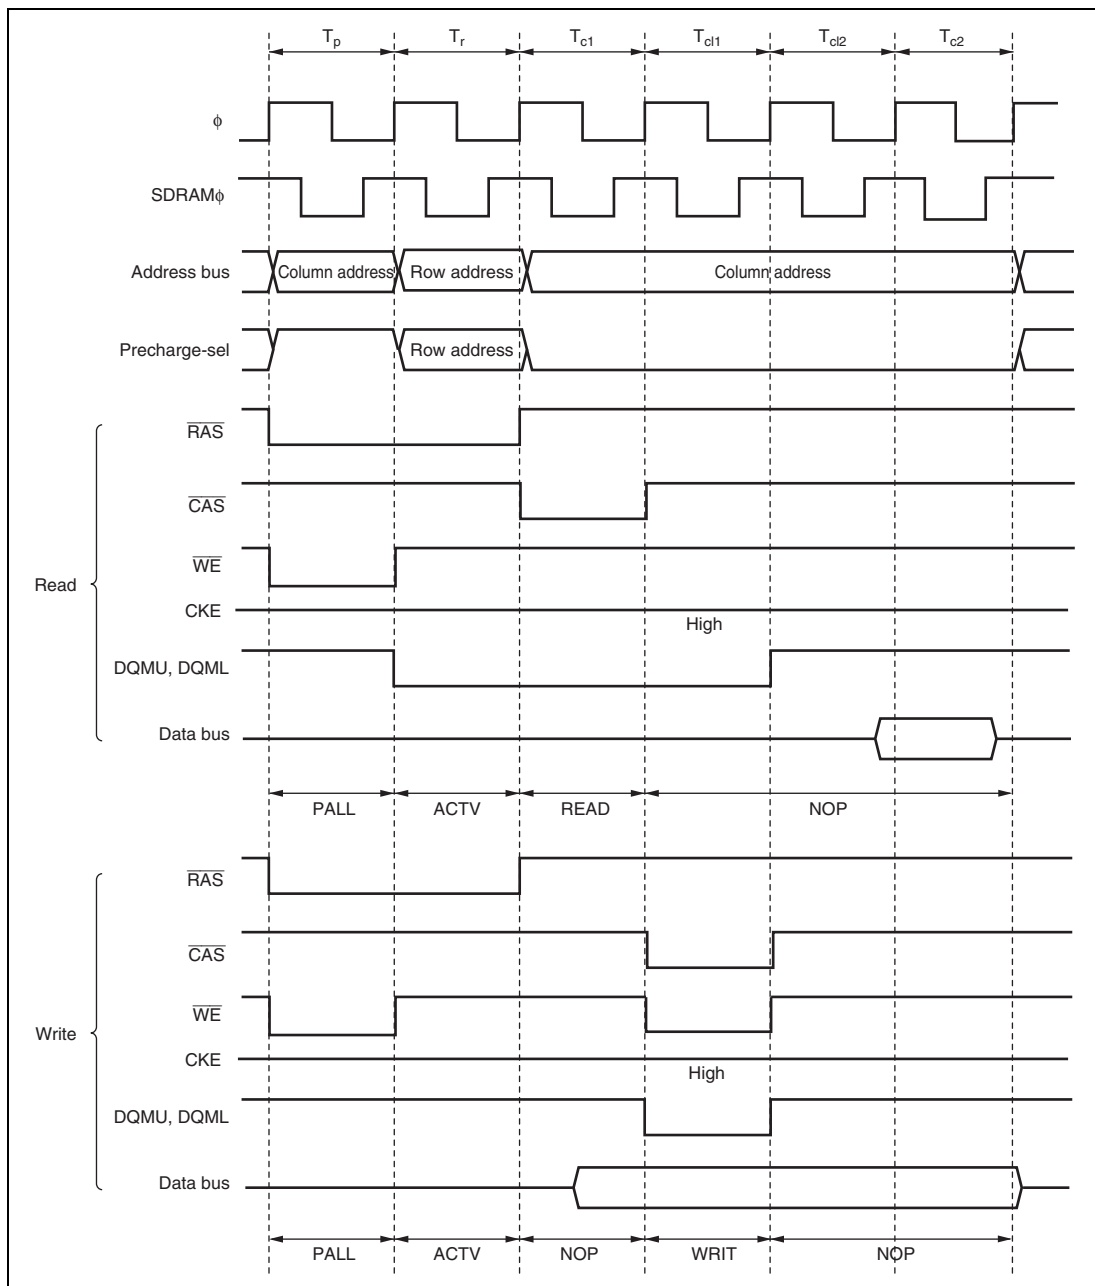 Tp Tr Tc1 Tcl1 Tcl2 Tc2
ϕ
SDRAMϕ
Address bus Column address Row address Column address
Precharge-sel Row address
RAS
CAS
WE
Read
CKE
High
DQMU, DQML
Data bus
PALL ACTV READ NOP
RAS
CAS
WE
Write
CKE
High
DQMU, DQML
Data bus
PALL ACTV NOP WRIT NOP